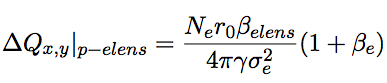 ΔQ_{x,y}|_{p−elens} = \frac{N_e r_0 β_{elens}}{4πγσ_e^2}(1 + β_e)